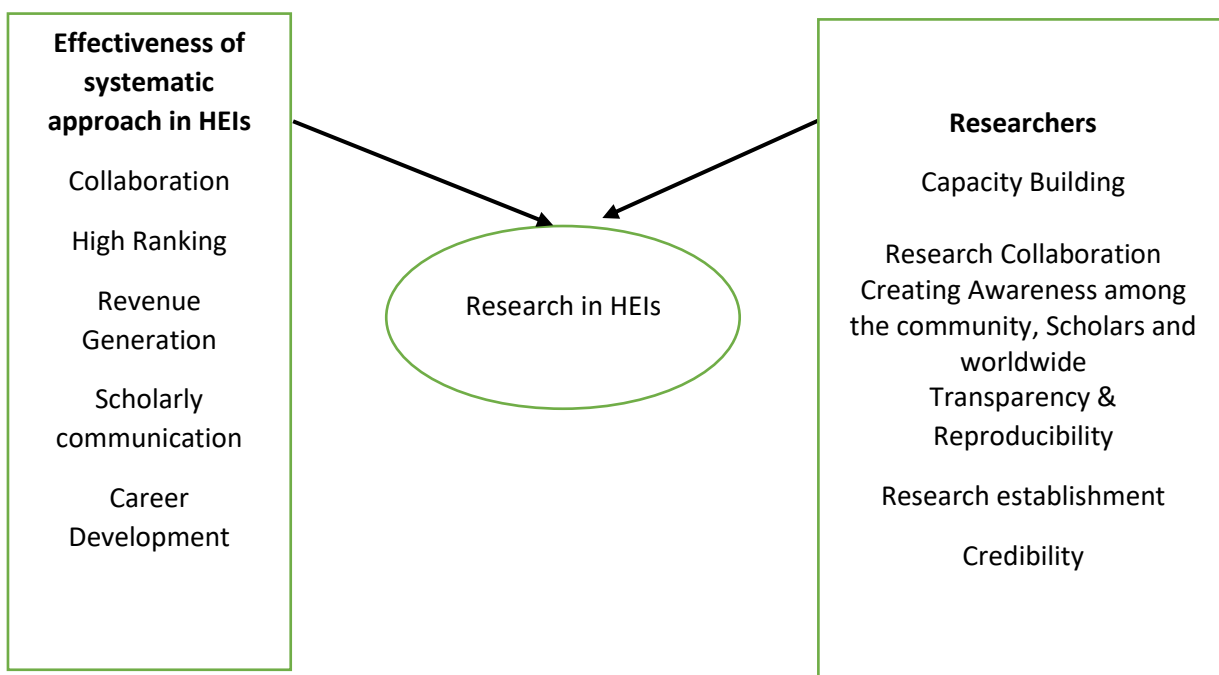 Effectiveness of
systematic
approach in HEIs
Collaboration
High Ranking
Revenue
Generation
Scholarly
communication
Career
Development
Research in HEIs
Researchers
Capacity Building
Research Collaboration
Creating Awareness among
the community, Scholars and
worldwide
Transparency &
Reproducibility
Research establishment
Credibility